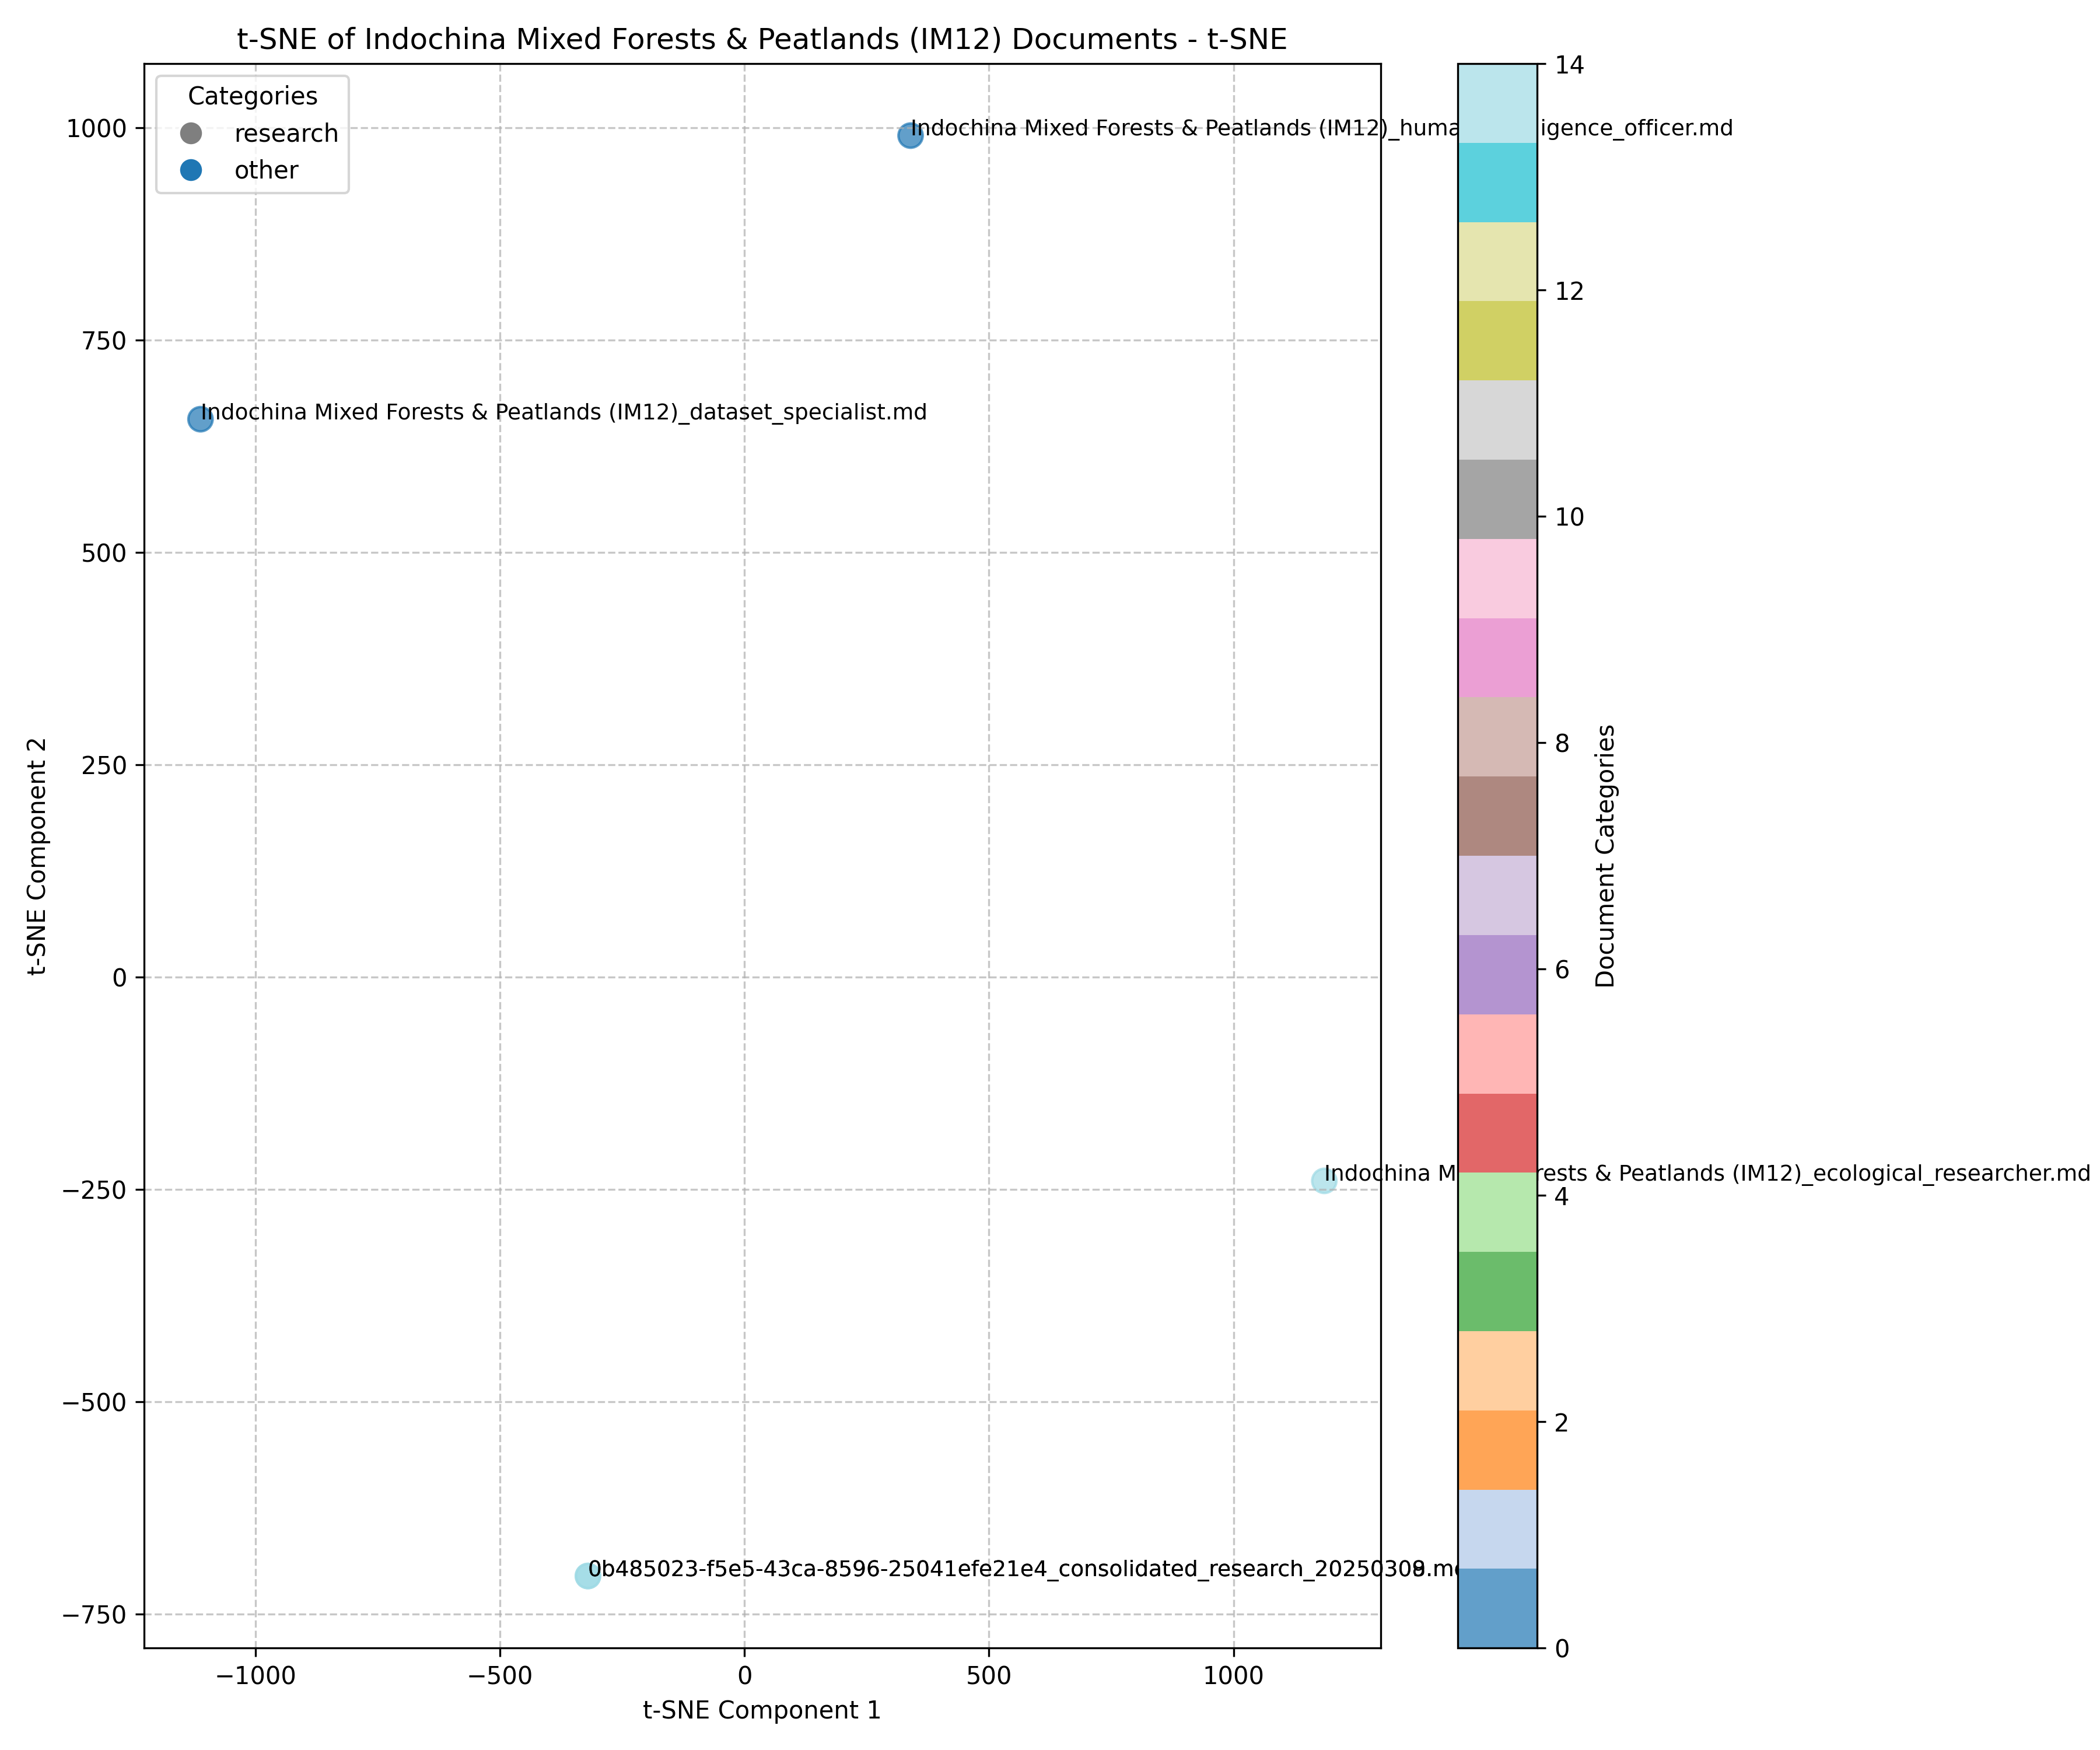 t-SNE of Indochina Mixed Forests & Peatlands (IM12) Documents - t-SNE
Categories
research
other
Indochina Mixed Forests & Peatlands (IM12)_huma igence_officer.md
Indochina Mixed Forests & Peatlands (IM12)_dataset_specialist.md
Indochina M rests & Peatlands (IM12)_ecological_researcher.md
0b485023-f5e5-43ca-8596-25041efe21e4_consolidated_research_
1000
750
500
250
0
−250
−500
−750
t-SNE Component 2
−1000
−500
0
500
1000
t-SNE Component 1
14
12
10
8
6
4
2
0
Document Categories